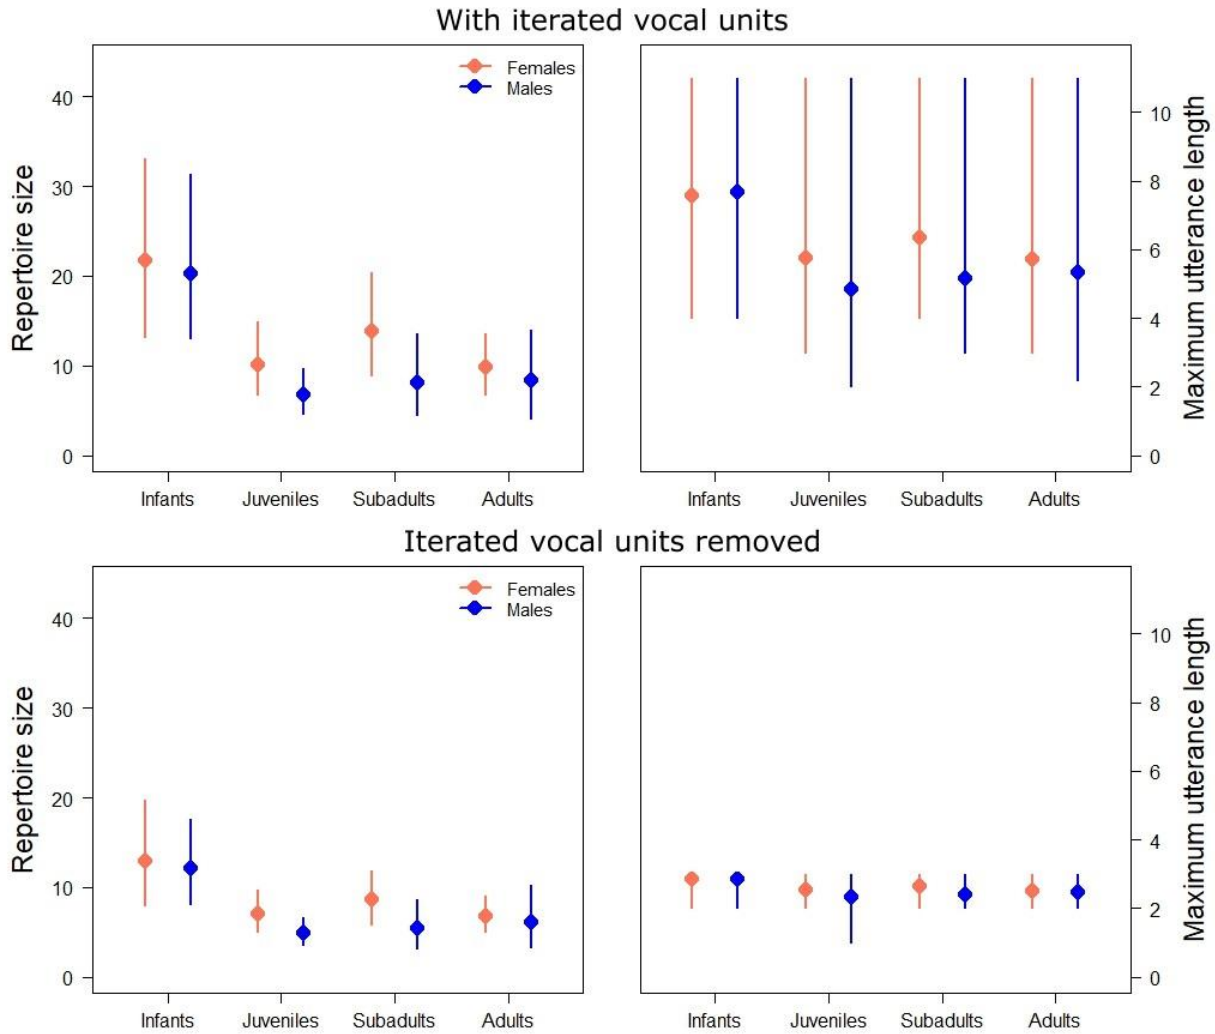 With iterated vocal units
Females
Males
Repertoire size
40
30
20
10
0
Infants Juveniles Subadults Adults
10
8
6
4
2
0
Maximum utterance length
Infants Juveniles Subadults Adults
Iterated vocal units removed
Females
Males
Repertoire size
40
30
20
10
0
Infants Juveniles Subadults Adults
10
8
6
4
2
0
Maximum utterance length
Infants Juveniles Subadults Adults